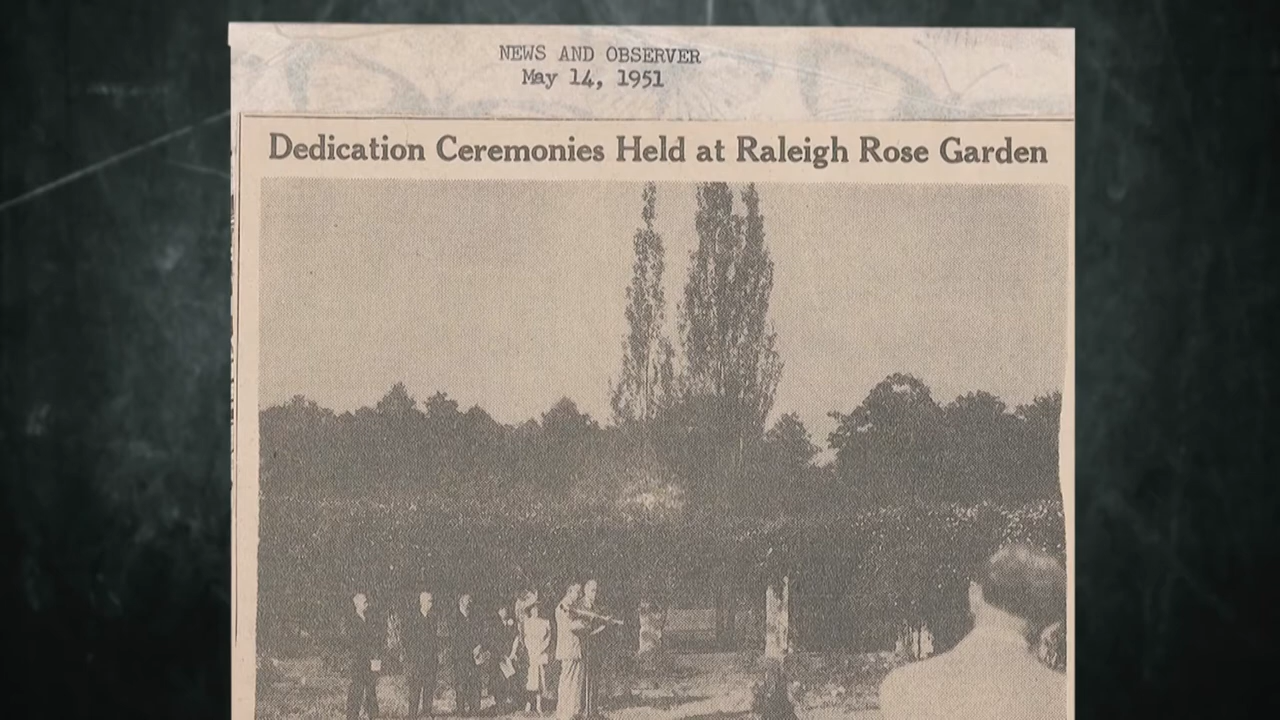 NEWS AND OBSERVER
May 14, 1951
Dedication Ceremonies Held at Raleigh Rose Garden